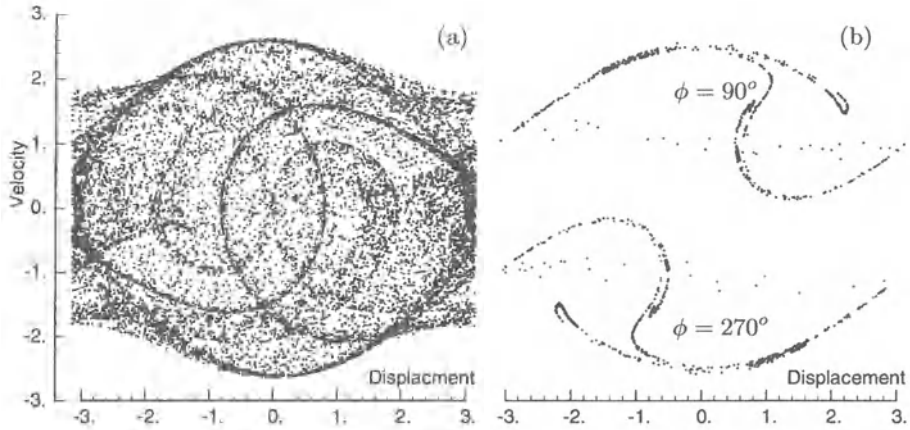 3.
2.
1.
0.
-1.
-2.
-3.
Velocity
(a)
Displacment
-3. -2. -1. 0. 1. 2. 3.
(b)
ϕ = 90°
ϕ = 270°
Displacement
-3. -2. -1. 0. 1. 2. 3.